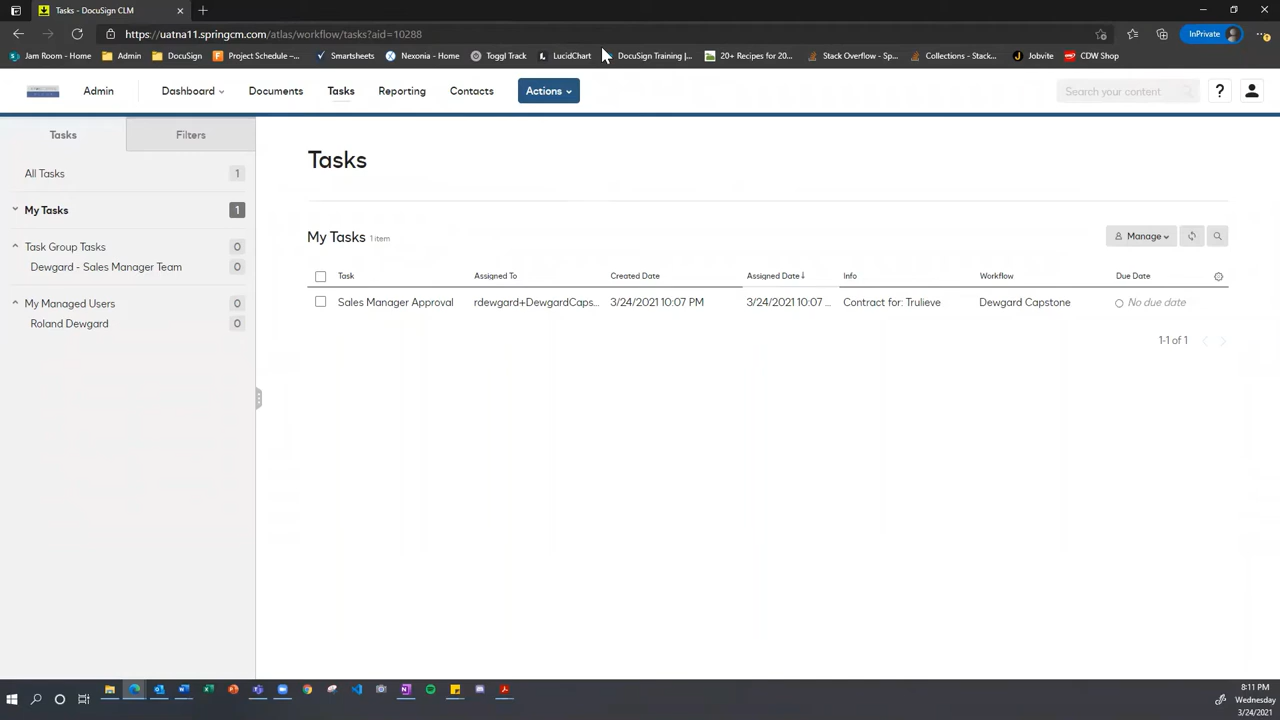 Tasks - DocuSign CLM
https://uatna11.springcm.com/atlas/workflow/tasks?aid=10288
InPrivate
Jam Room - Home Admin DocuSign Project Schedule –... Smartsheets Nexonia - Home Toggl Track LucidChart DocuSign Training |... 20+ Recipes for 20... Stack Overflow - Sp... Collections - Stack... Jobvite CDW Shop
Admin Dashboard Documents Tasks Reporting Contacts Actions Search your content ?
Tasks Filters
All Tasks 1
My Tasks 1
Task Group Tasks 0
Dewgard - Sales Manager Team 0
My Managed Users 0
Roland Dewgard 0
Tasks
My Tasks 1 item
Manage
Task Assigned To Created Date Assigned Date Info Workflow Due Date
Sales Manager Approval rdewgard+DewgardCaps... 3/24/2021 10:07 PM 3/24/2021 10:07 ... Contract for: Trulieve Dewgard Capstone No due date
1-1 of 1
8:11 PM
Wednesday
3/24/2021